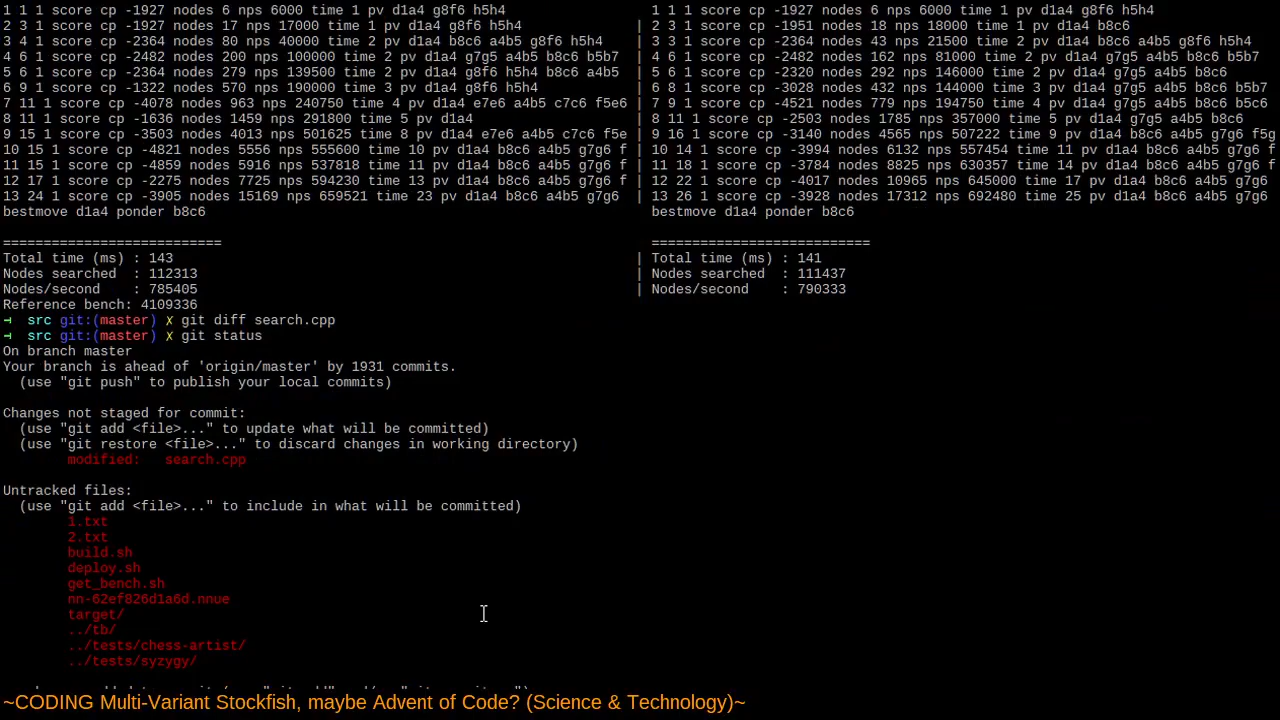 1 1 1 score cp -1927 nodes 6 nps 6000 time 1 pv d1a4 g8f6 h5h4 1 1 1 score cp -1927 nodes 6 nps 6000 time 1 pv d1a4 g8f6 h5h4
2 3 1 score cp -1927 nodes 17 nps 17000 time 1 pv d1a4 g8f6 h5h4 | 2 3 1 score cp -1951 nodes 18 nps 18000 time 1 pv d1a4 b8c6
3 4 1 score cp -2364 nodes 80 nps 40000 time 2 pv d1a4 b8c6 a4b5 g8f6 h5h4 | 3 3 1 score cp -2364 nodes 43 nps 21500 time 2 pv d1a4 b8c6 a4b5 g8f6 h5h4
4 6 1 score cp -2482 nodes 200 nps 100000 time 2 pv d1a4 g7g5 a4b5 b8c6 b5b7 | 4 6 1 score cp -2482 nodes 162 nps 81000 time 2 pv d1a4 g7g5 a4b5 b8c6 b5b7
5 6 1 score cp -2364 nodes 279 nps 139500 time 2 pv d1a4 g8f6 h5h4 b8c6 a4b5 | 5 6 1 score cp -2320 nodes 292 nps 146000 time 2 pv d1a4 g7g5 a4b5 b8c6
6 9 1 score cp -1322 nodes 570 nps 190000 time 3 pv d1a4 g8f6 h5h4 | 6 8 1 score cp -3028 nodes 432 nps 144000 time 3 pv d1a4 g7g5 a4b5 b8c6 b5b7
7 11 1 score cp -4078 nodes 963 nps 240750 time 4 pv d1a4 e7e6 a4b5 c7c6 f5e6 | 7 9 1 score cp -4521 nodes 779 nps 194750 time 4 pv d1a4 g7g5 a4b5 b8c6 b5c6
8 11 1 score cp -1636 nodes 1459 nps 291800 time 5 pv d1a4 | 8 11 1 score cp -2503 nodes 1785 nps 357000 time 5 pv d1a4 g7g5 a4b5 b8c6
9 15 1 score cp -3503 nodes 4013 nps 501625 time 8 pv d1a4 e7e6 a4b5 c7c6 f5e | 9 16 1 score cp -3140 nodes 4565 nps 507222 time 9 pv d1a4 b8c6 a4b5 g7g6 f5g
10 15 1 score cp -4821 nodes 5556 nps 555600 time 10 pv d1a4 b8c6 a4b5 g7g6 f | 10 14 1 score cp -3994 nodes 6132 nps 557454 time 11 pv d1a4 b8c6 a4b5 g7g6 f
11 15 1 score cp -4859 nodes 5916 nps 537818 time 11 pv d1a4 b8c6 a4b5 g7g6 f | 11 18 1 score cp -3784 nodes 8825 nps 630357 time 14 pv d1a4 b8c6 a4b5 g7g6 f
12 17 1 score cp -2275 nodes 7725 nps 594230 time 13 pv d1a4 b8c6 a4b5 g7g6 f | 12 22 1 score cp -4017 nodes 10965 nps 645000 time 17 pv d1a4 b8c6 a4b5 g7g6
13 24 1 score cp -3905 nodes 15169 nps 659521 time 23 pv d1a4 b8c6 a4b5 g7g6 | 13 26 1 score cp -3928 nodes 17312 nps 692480 time 25 pv d1a4 b8c6 a4b5 g7g6
bestmove d1a4 ponder b8c6 bestmove d1a4 ponder b8c6
=========================== ===========================
Total time (ms) : 143 | Total time (ms) : 141
Nodes searched  : 112313 | Nodes searched  : 111437
Nodes/second    : 785405 | Nodes/second    : 790333
Reference bench: 4109336
→ src git:(master) ✗ git diff search.cpp
→ src git:(master) ✗ git status
On branch master
Your branch is ahead of 'origin/master' by 1931 commits.
(use "git push" to publish your local commits)
Changes not staged for commit:
(use "git add <file>..." to update what will be committed)
(use "git restore <file>..." to discard changes in working directory)
modified:   search.cpp
Untracked files:
(use "git add <file>..." to include in what will be committed)
1.txt
2.txt
build.sh
deploy.sh
get_bench.sh
nn-62ef826d1a6d.nnue
target/
../tb/
../tests/chess-artist/
../tests/syzygy/
~CODING Multi-Variant Stockfish, maybe Advent of Code? (Science & Technology)~